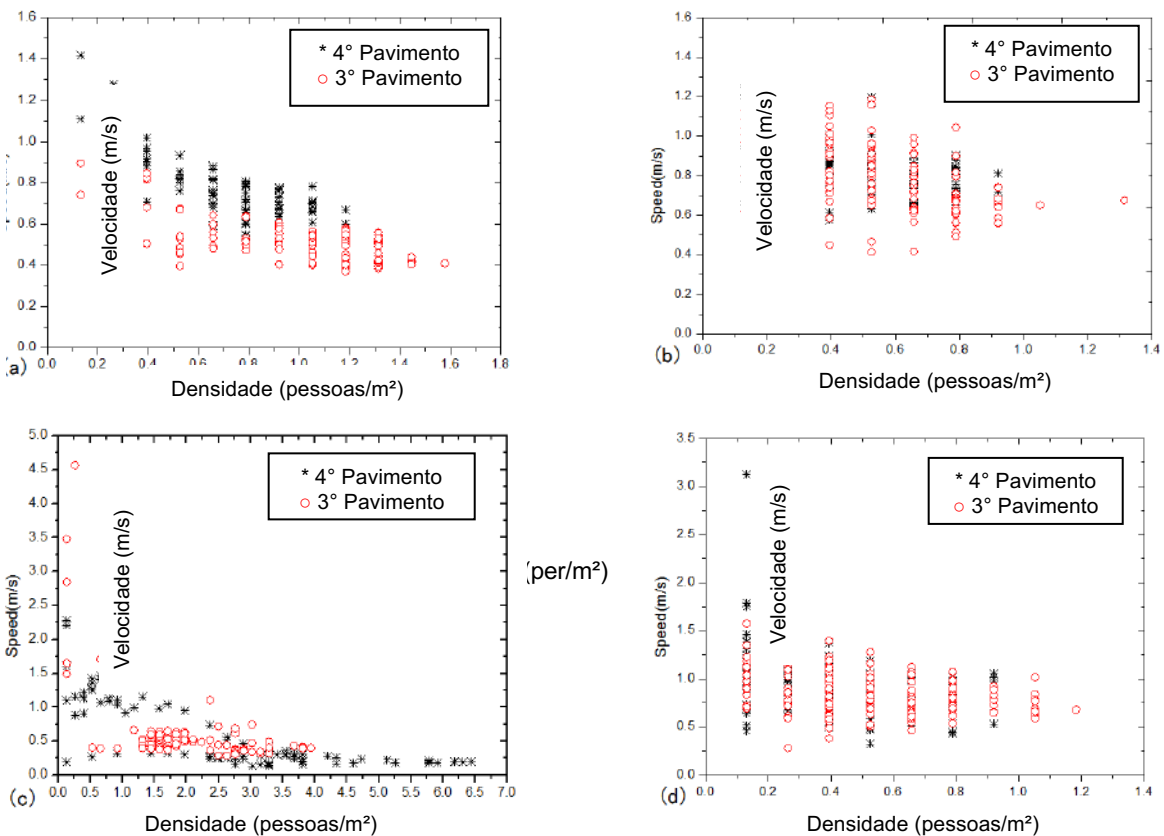 1.6
1.4
1.2
1.0
0.8
0.6
0.4
0.2
0.0
Velocidade (m/s)
* 4° Pavimento
○ 3° Pavimento
0.0 0.2 0.4 0.6 0.8 1.0 1.2 1.4 1.6 1.8
Densidade (pessoas/m²)
1.6
1.4
1.2
1.0
0.8
0.6
0.4
0.2
0.0
Speed(m/s)
Velocidade (m/s)
* 4° Pavimento
○ 3° Pavimento
(b)
0.0 0.2 0.4 0.6 0.8 1.0 1.2 1.4
Densidade (pessoas/m²)
5.0
4.5
4.0
3.5
3.0
2.5
2.0
1.5
1.0
0.5
0.0
Speed(m/s)
Velocidade (m/s)
* 4° Pavimento
○ 3° Pavimento
(c)
0.0 0.5 1.0 1.5 2.0 2.5 3.0 3.5 4.0 4.5 5.0 5.5 6.0 6.5 7.0
Densidade (pessoas/m²)
(per/m²)
3.5
3.0
2.5
2.0
1.5
1.0
0.5
0.0
Speed(m/s)
Velocidade (m/s)
* 4° Pavimento
○ 3° Pavimento
(d)
0.0 0.2 0.4 0.6 0.8 1.0 1.2 1.4
Densidade (pessoas/m²)